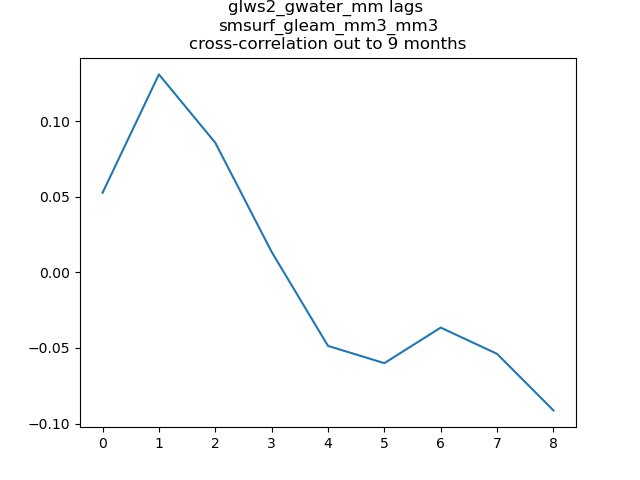 glws2_gwater_mm lags
smsurf_gleam_mm3_mm3
cross-correlation out to 9 months
0.10
0.05
0.00
−0.05
−0.10
0 1 2 3 4 5 6 7 8